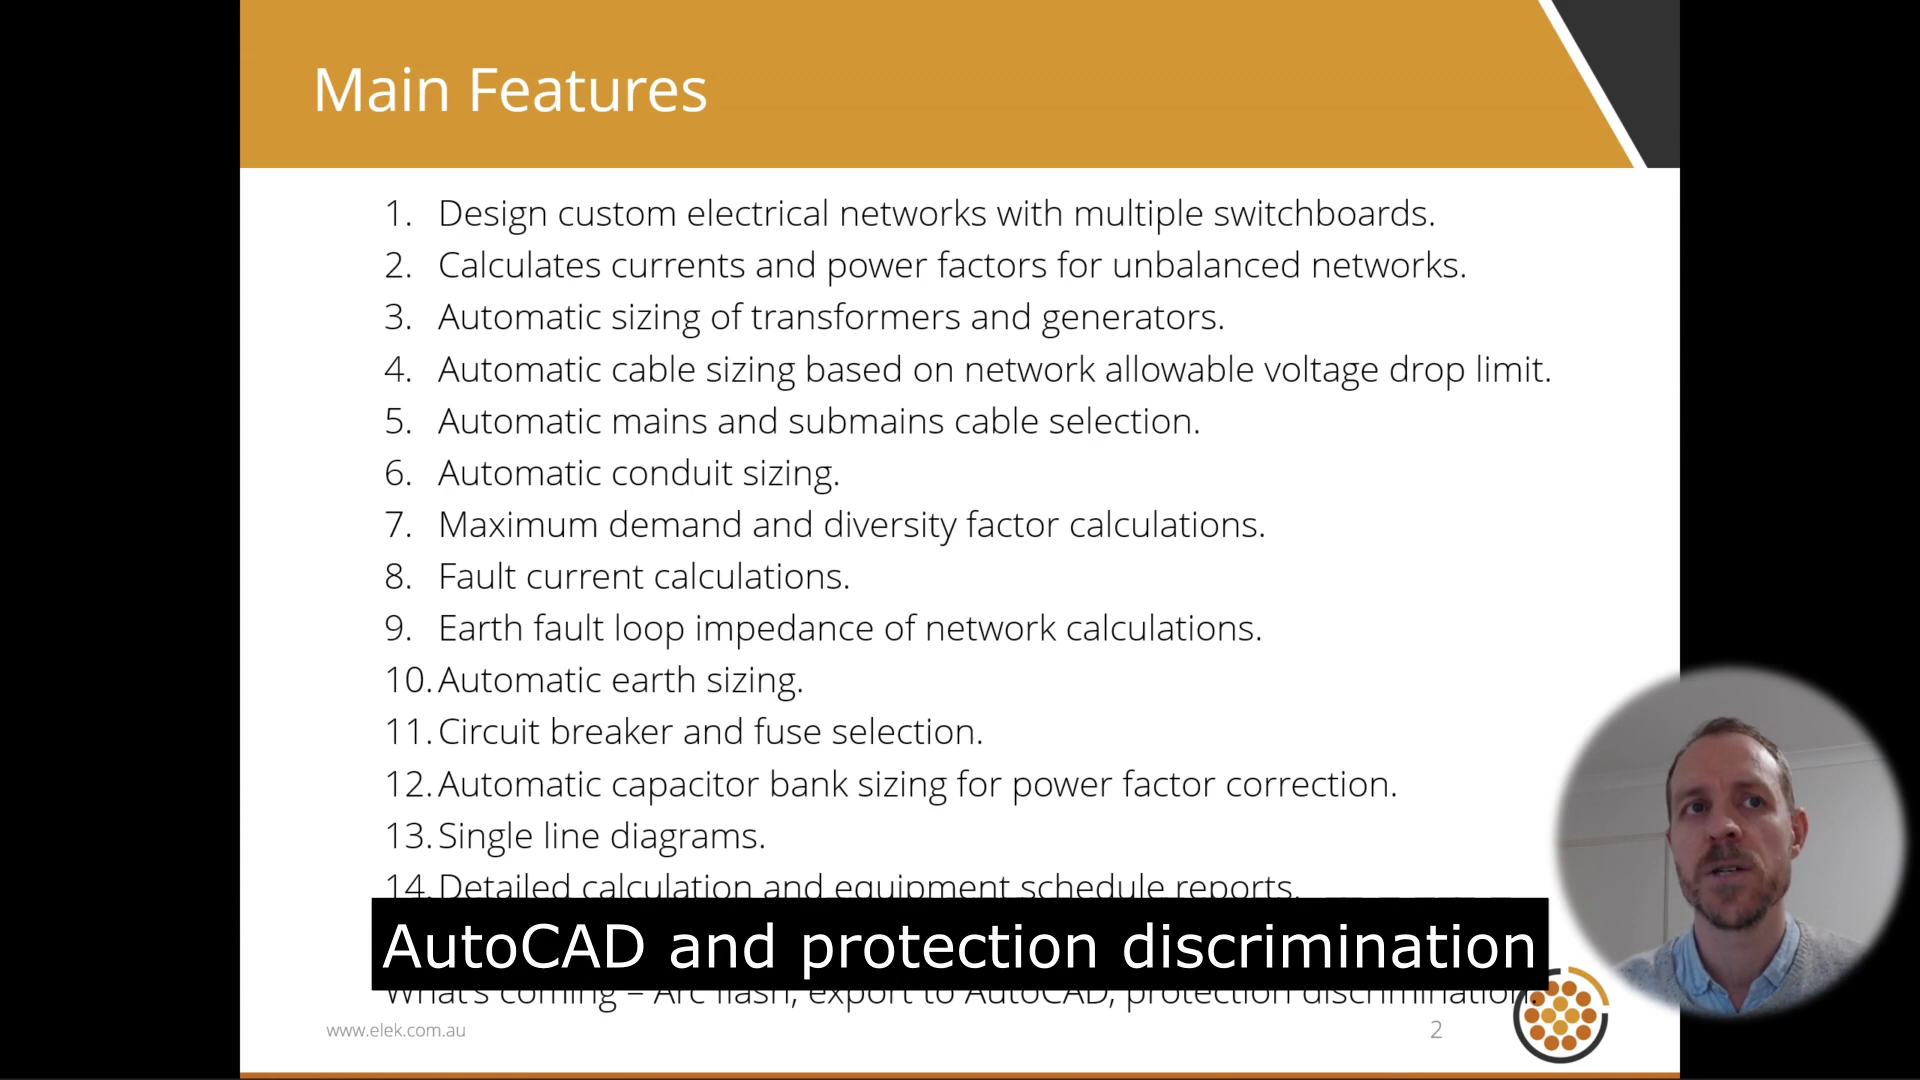 Main Features
1. Design custom electrical networks with multiple switchboards.
2. Calculates currents and power factors for unbalanced networks.
3. Automatic sizing of transformers and generators.
4. Automatic cable sizing based on network allowable voltage drop limit.
5. Automatic mains and submains cable selection.
6. Automatic conduit sizing.
7. Maximum demand and diversity factor calculations.
8. Fault current calculations.
9. Earth fault loop impedance of network calculations.
10. Automatic earth sizing.
11. Circuit breaker and fuse selection.
12. Automatic capacitor bank sizing for power factor correction.
13. Single line diagrams.
14. Detailed calculation and equipment schedule reports.
AutoCAD and protection discrimination
What's coming – Arc flash, export to AutoCAD, protection discrimination.
www.elek.com.au
2